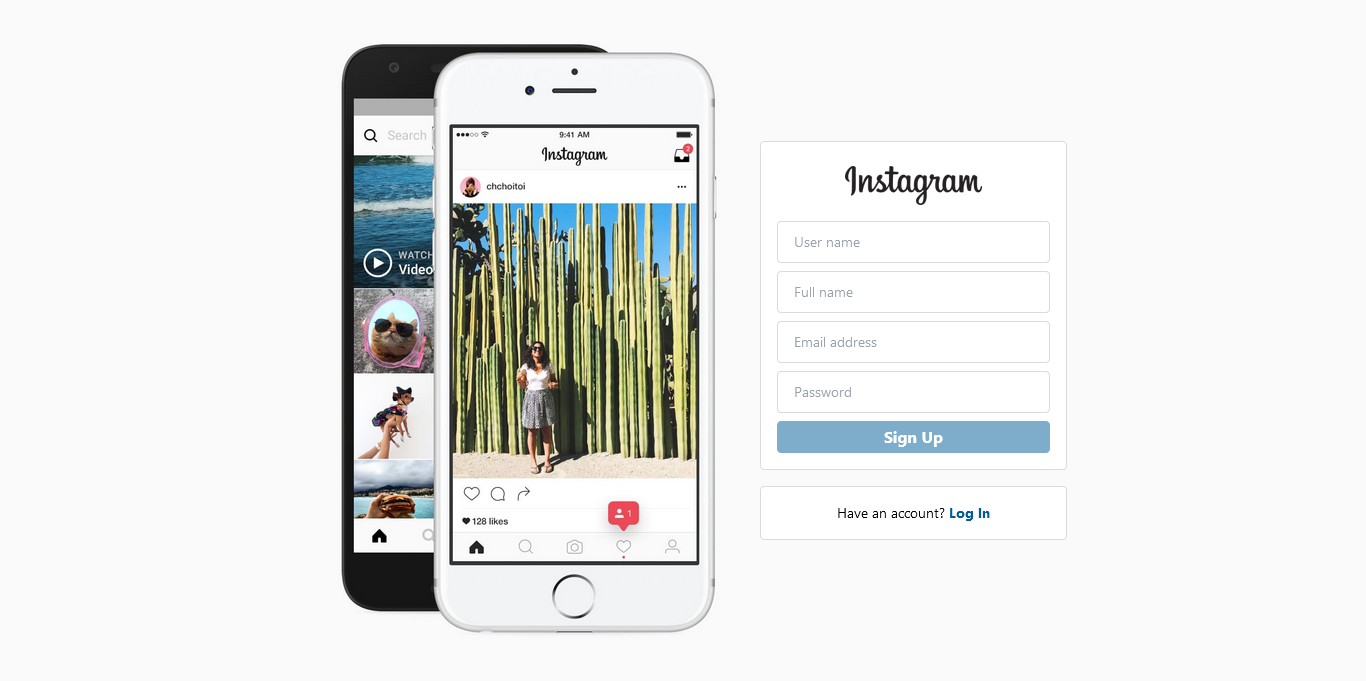 Search
WATCH
Video
9:41 AM
Instagram
2
chchoitoi
1
128 likes
Instagram
User name
Full name
Email address
Password
Sign Up
Have an account? Log In